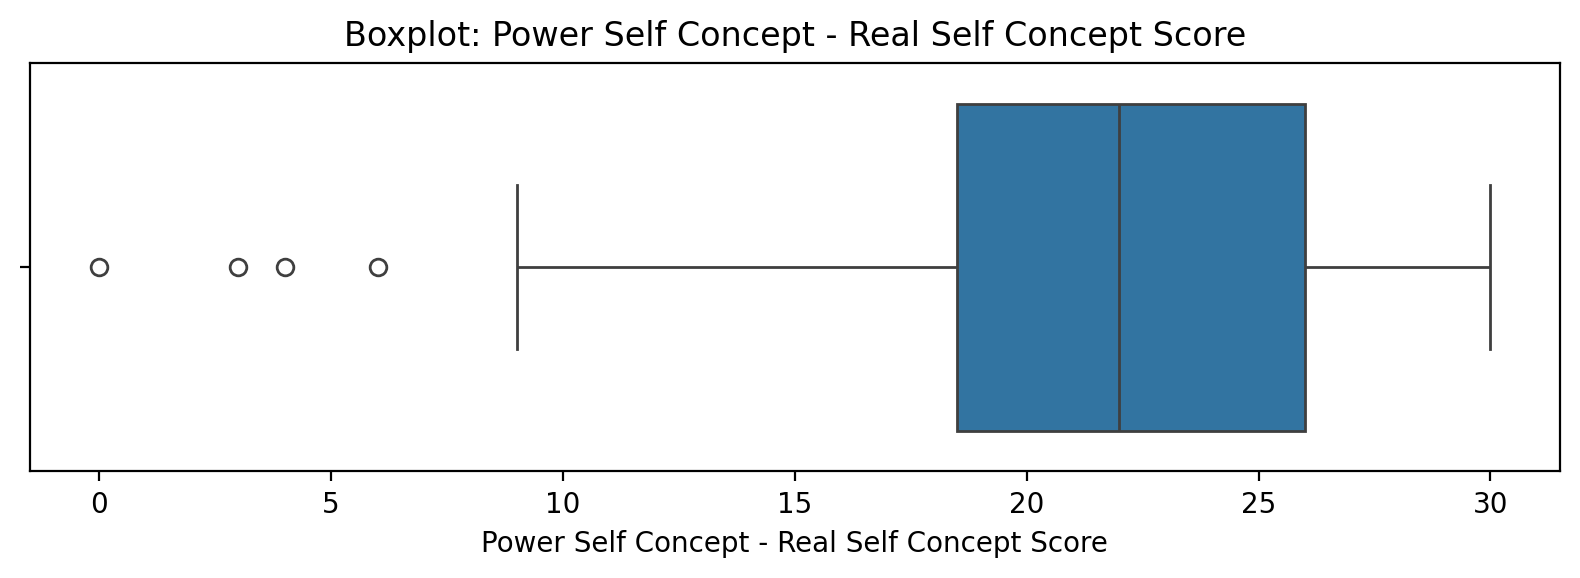 Boxplot: Power Self Concept - Real Self Concept Score
0 5 10 15 20 25 30
Power Self Concept - Real Self Concept Score